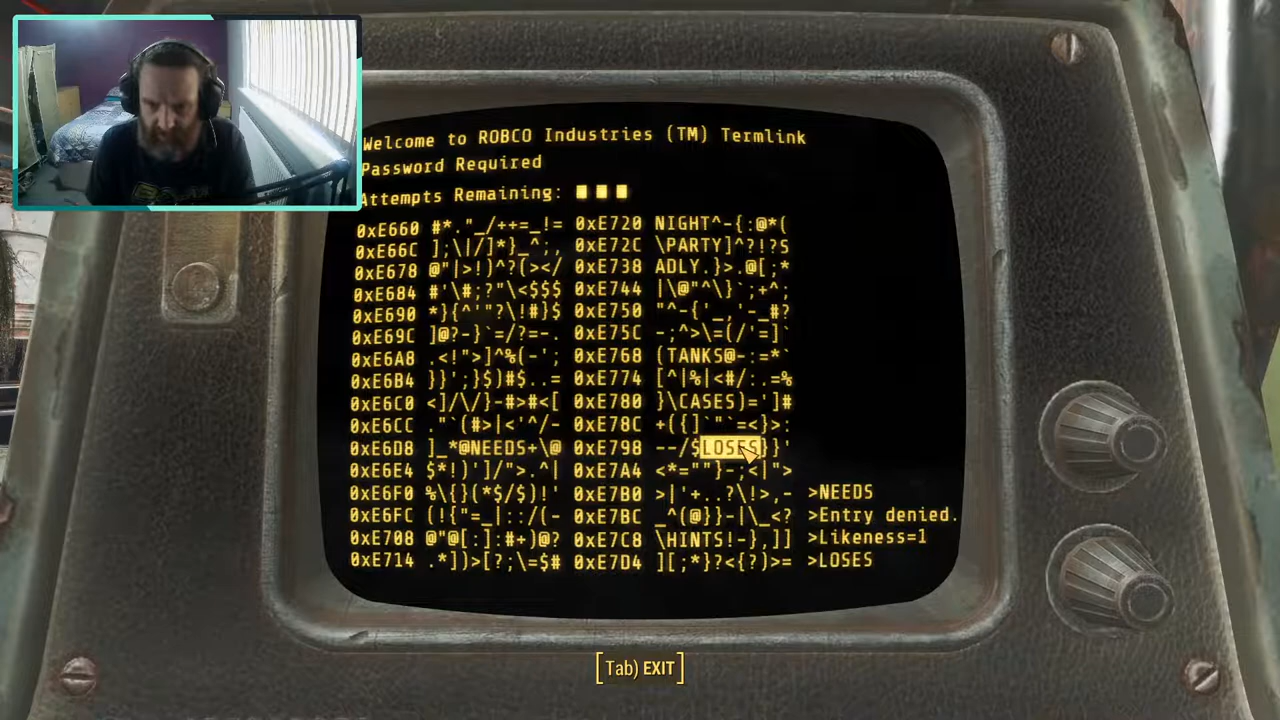 Welcome to ROBCO Industries (TM) Termlink
Password Required
Attempts Remaining: ■ ■ ■
0xE660 #*."_/++=_!= 0xE720 NIGHT^-{:@*(
0xE66C ];\|/]*}_^;, 0xE72C \PARTY]^?!?S
0xE678 @"|>!)^?(></ 0xE738 ADLY.}>.@[;*
0xE684 #'\#;?"\<$$$ 0xE744 |\@"^\}`;+^;
0xE690 *}{^'"?\!#}$ 0xE750 "^-{'_,'-_#?
0xE69C ]@?-}`=/?=-. 0xE75C -;^>\=(/'=]`
0xE6A8 .<!">]^%(-'; 0xE768 (TANKS@-:=*`
0xE6B4 }}';}$)#$..= 0xE774 [^|%|<#/:.=%
0xE6C0 <]/\/}-#>#<[ 0xE780 }\CASES)=']#
0xE6CC ."`(#>|<'^/- 0xE78C +({]`"`=<}>:
0xE6D8 ]_*@NEEDS+\@ 0xE798 --/$LOSES}}'
0xE6E4 $*!)']/">.^| 0xE7A4 <*=""}-;<|">
0xE6F0 %\{}(*$/$)!' 0xE7B0 >|'+..?\!>,- >NEEDS
0xE6FC (!{"=_|::/(- 0xE7BC _^(@}}-|\_<? >Entry denied.
0xE708 @"@[:]:#+)@? 0xE7C8 \HINTS!-},]] >Likeness=1
0xE714 .*])>[?;\=$# 0xE7D4 ][;*}?<{?)>= >LOSES
[Tab) EXIT]